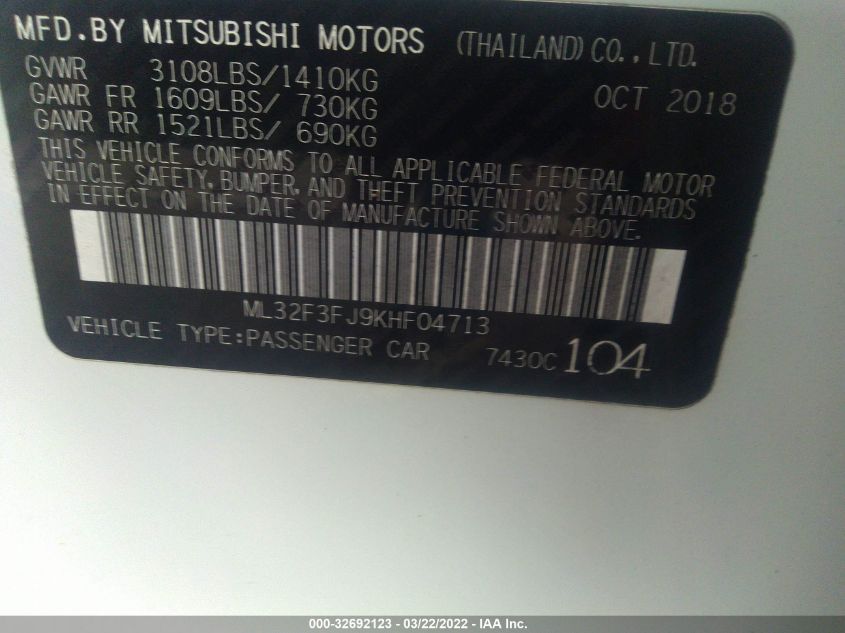 MFD.BY MITSUBISHI MOTORS (THAILAND) CO., LTD.
GVWR 3108LBS/1410KG OCT 2018
GAWR FR 1609LBS/ 730KG
GAWR RR 1521LBS/ 690KG
THIS VEHICLE CONFORMS TO ALL APPLICABLE FEDERAL MOTOR
VEHICLE SAFETY, BUMPER, AND THEFT PREVENTION STANDARDS
IN EFFECT ON THE DATE OF MANUFACTURE SHOWN ABOVE.
ML32F3FJ9KHF04713
VEHICLE TYPE:PASSENGER CAR 7430C 104
000-32692123 - 03/22/2022 - IAA Inc.